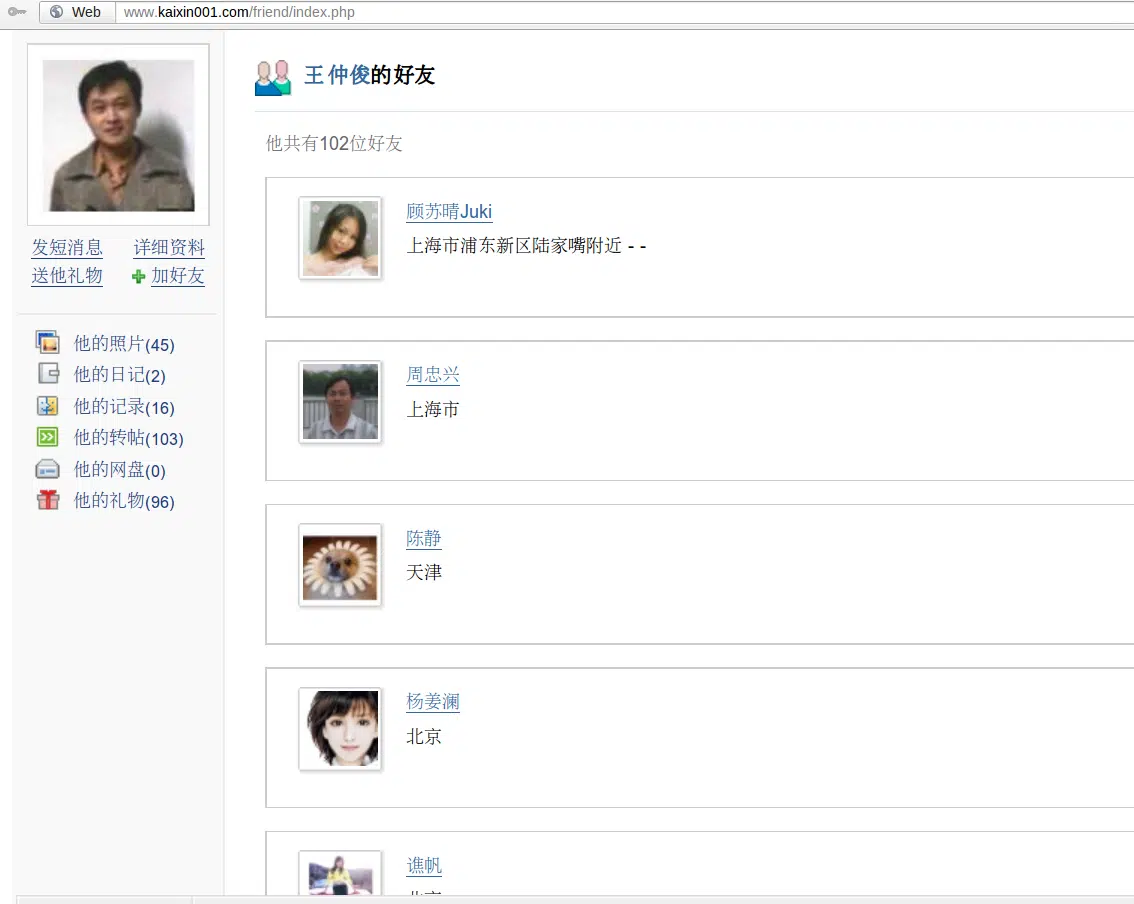 Web www.kaixin001.com/friend/index.php
王仲俊的好友
他共有102位好友
发短消息 详细资料
送他礼物 加好友
他的照片(45)
他的日记(2)
他的记录(16)
他的转帖(103)
他的网盘(0)
他的礼物(96)
顾苏晴Juki
上海市浦东新区陆家嘴附近 - -
周忠兴
上海市
陈静
天津
杨姜澜
北京
谯帆